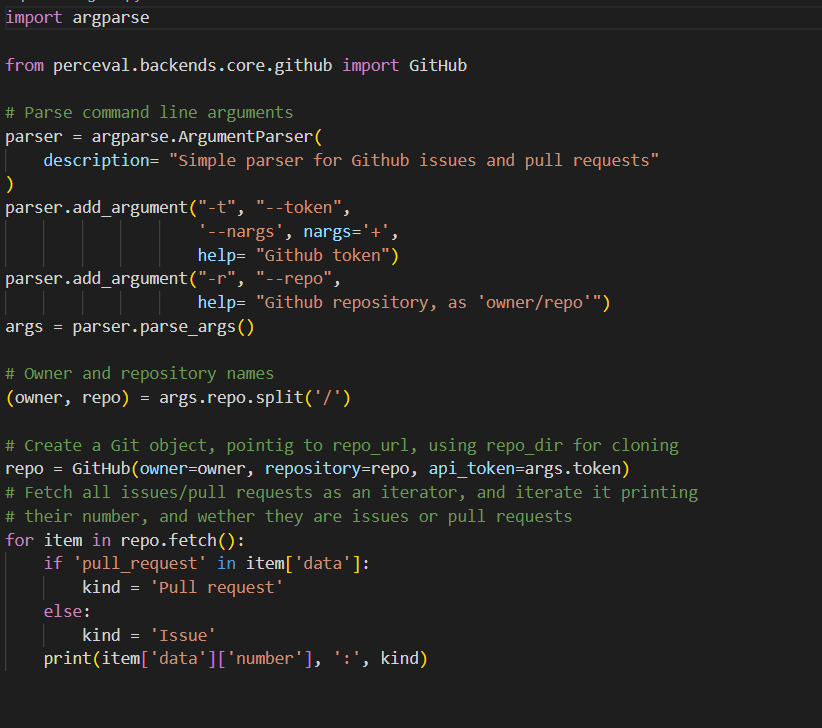 import argparse
from perceval.backends.core.github import GitHub
# Parse command line arguments
parser = argparse.ArgumentParser(
description= "Simple parser for Github issues and pull requests"
)
parser.add_argument("-t", "--token",
'--nargs', nargs='+',
help= "Github token")
parser.add_argument("-r", "--repo",
help= "Github repository, as 'owner/repo'")
args = parser.parse_args()
# Owner and repository names
(owner, repo) = args.repo.split('/')
# Create a Git object, pointig to repo_url, using repo_dir for cloning
repo = GitHub(owner=owner, repository=repo, api_token=args.token)
# Fetch all issues/pull requests as an iterator, and iterate it printing
# their number, and wether they are issues or pull requests
for item in repo.fetch():
if 'pull_request' in item['data']:
kind = 'Pull request'
else:
kind = 'Issue'
print(item['data']['number'], ':', kind)